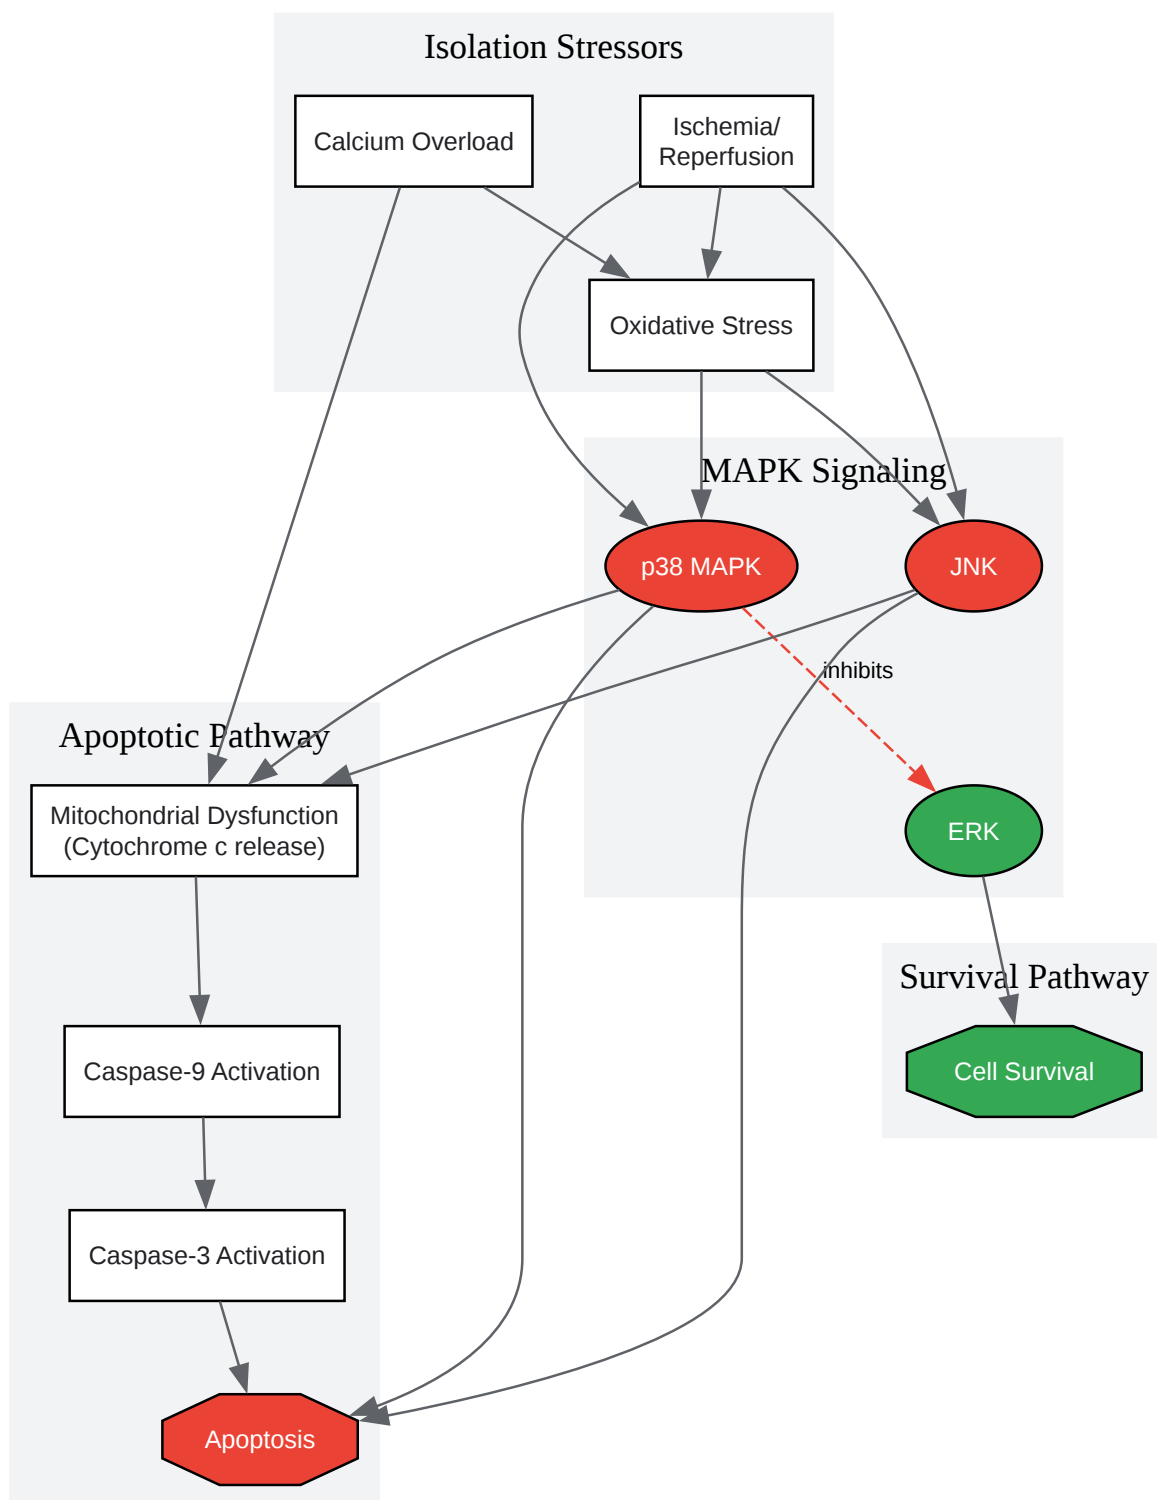 Isolation Stressors
Calcium Overload
Ischemia/
Reperfusion
Oxidative Stress
MAPK Signaling
p38 MAPK
JNK
inhibits
Apoptotic Pathway
Mitochondrial Dysfunction
(Cytochrome c release)
ERK
Survival Pathway
Caspase-9 Activation
Cell Survival
Caspase-3 Activation
Apoptosis